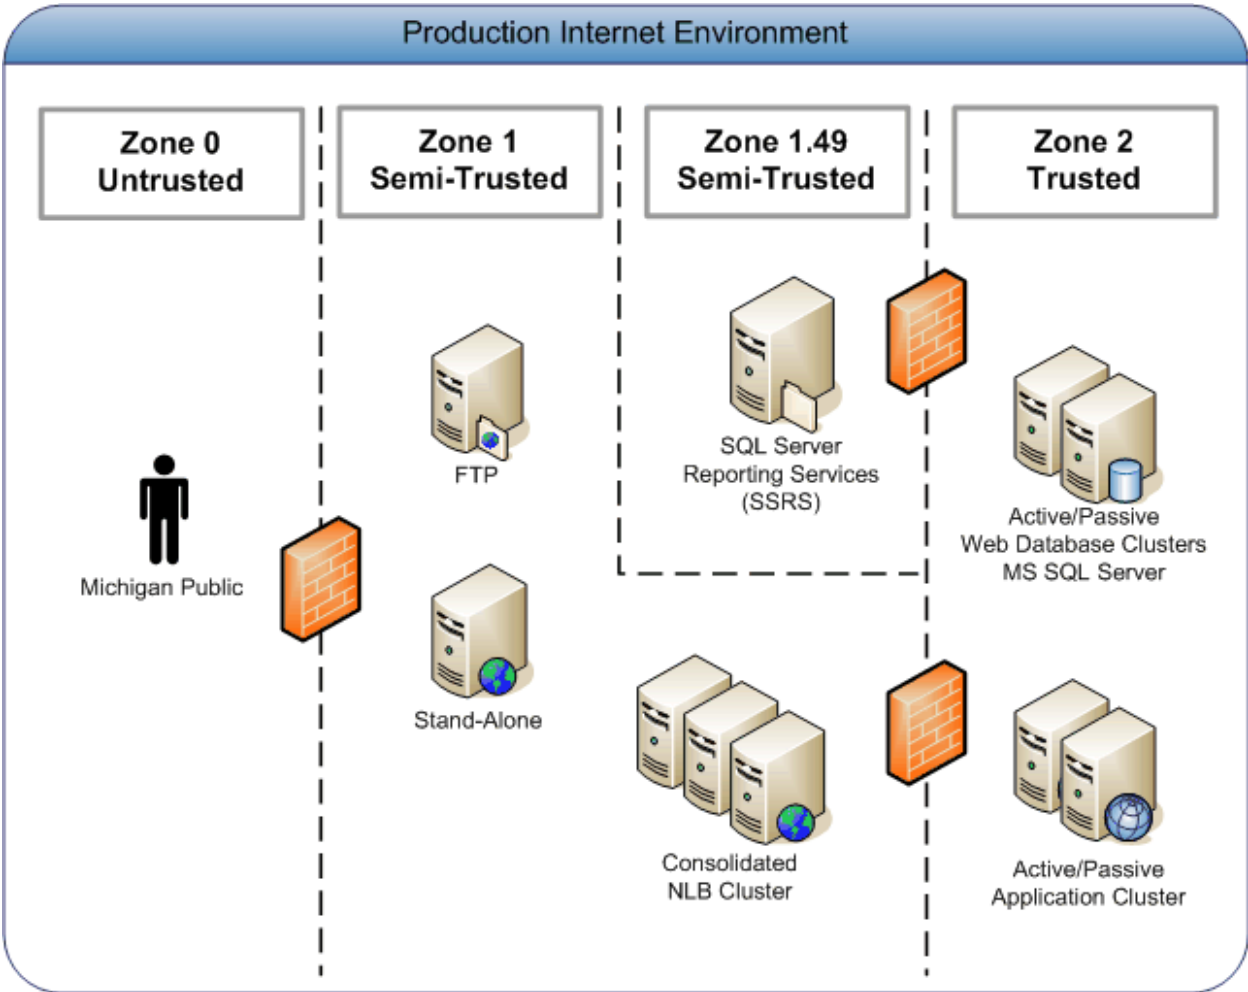 Production Internet Environment
Zone 0
Untrusted
Zone 1
Semi-Trusted
Zone 1.49
Semi-Trusted
Zone 2
Trusted
Michigan Public
FTP
Stand-Alone
SQL Server
Reporting Services
(SSRS)
Consolidated
NLB Cluster
Active/Passive
Web Database Clusters
MS SQL Server
Active/Passive
Application Cluster